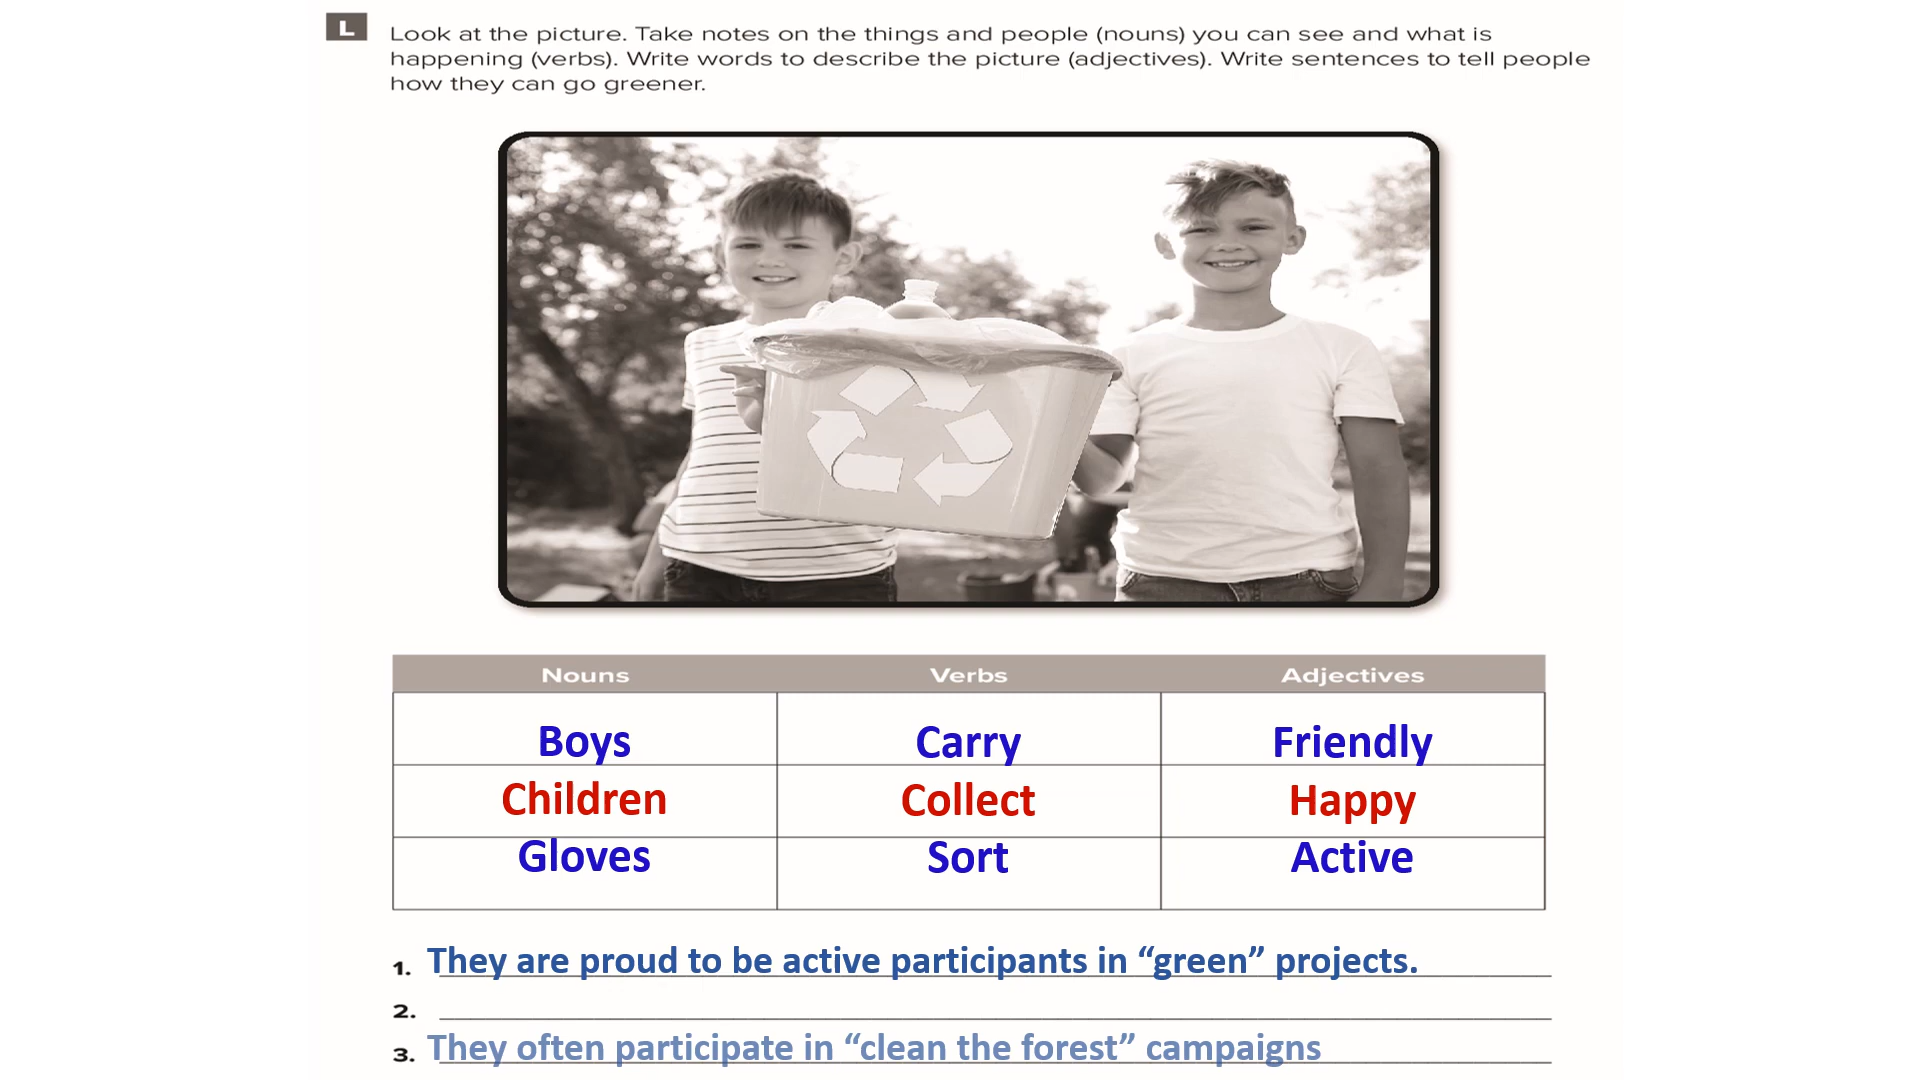 L
Look at the picture. Take notes on the things and people (nouns) you can see and what is
happening (verbs). Write words to describe the picture (adjectives). Write sentences to tell people
how they can go greener.
Nouns Verbs Adjectives
Boys Carry Friendly
Children Collect Happy
Gloves Sort Active
1. They are proud to be active participants in “green” projects.
2.
3. They often participate in “clean the forest” campaigns